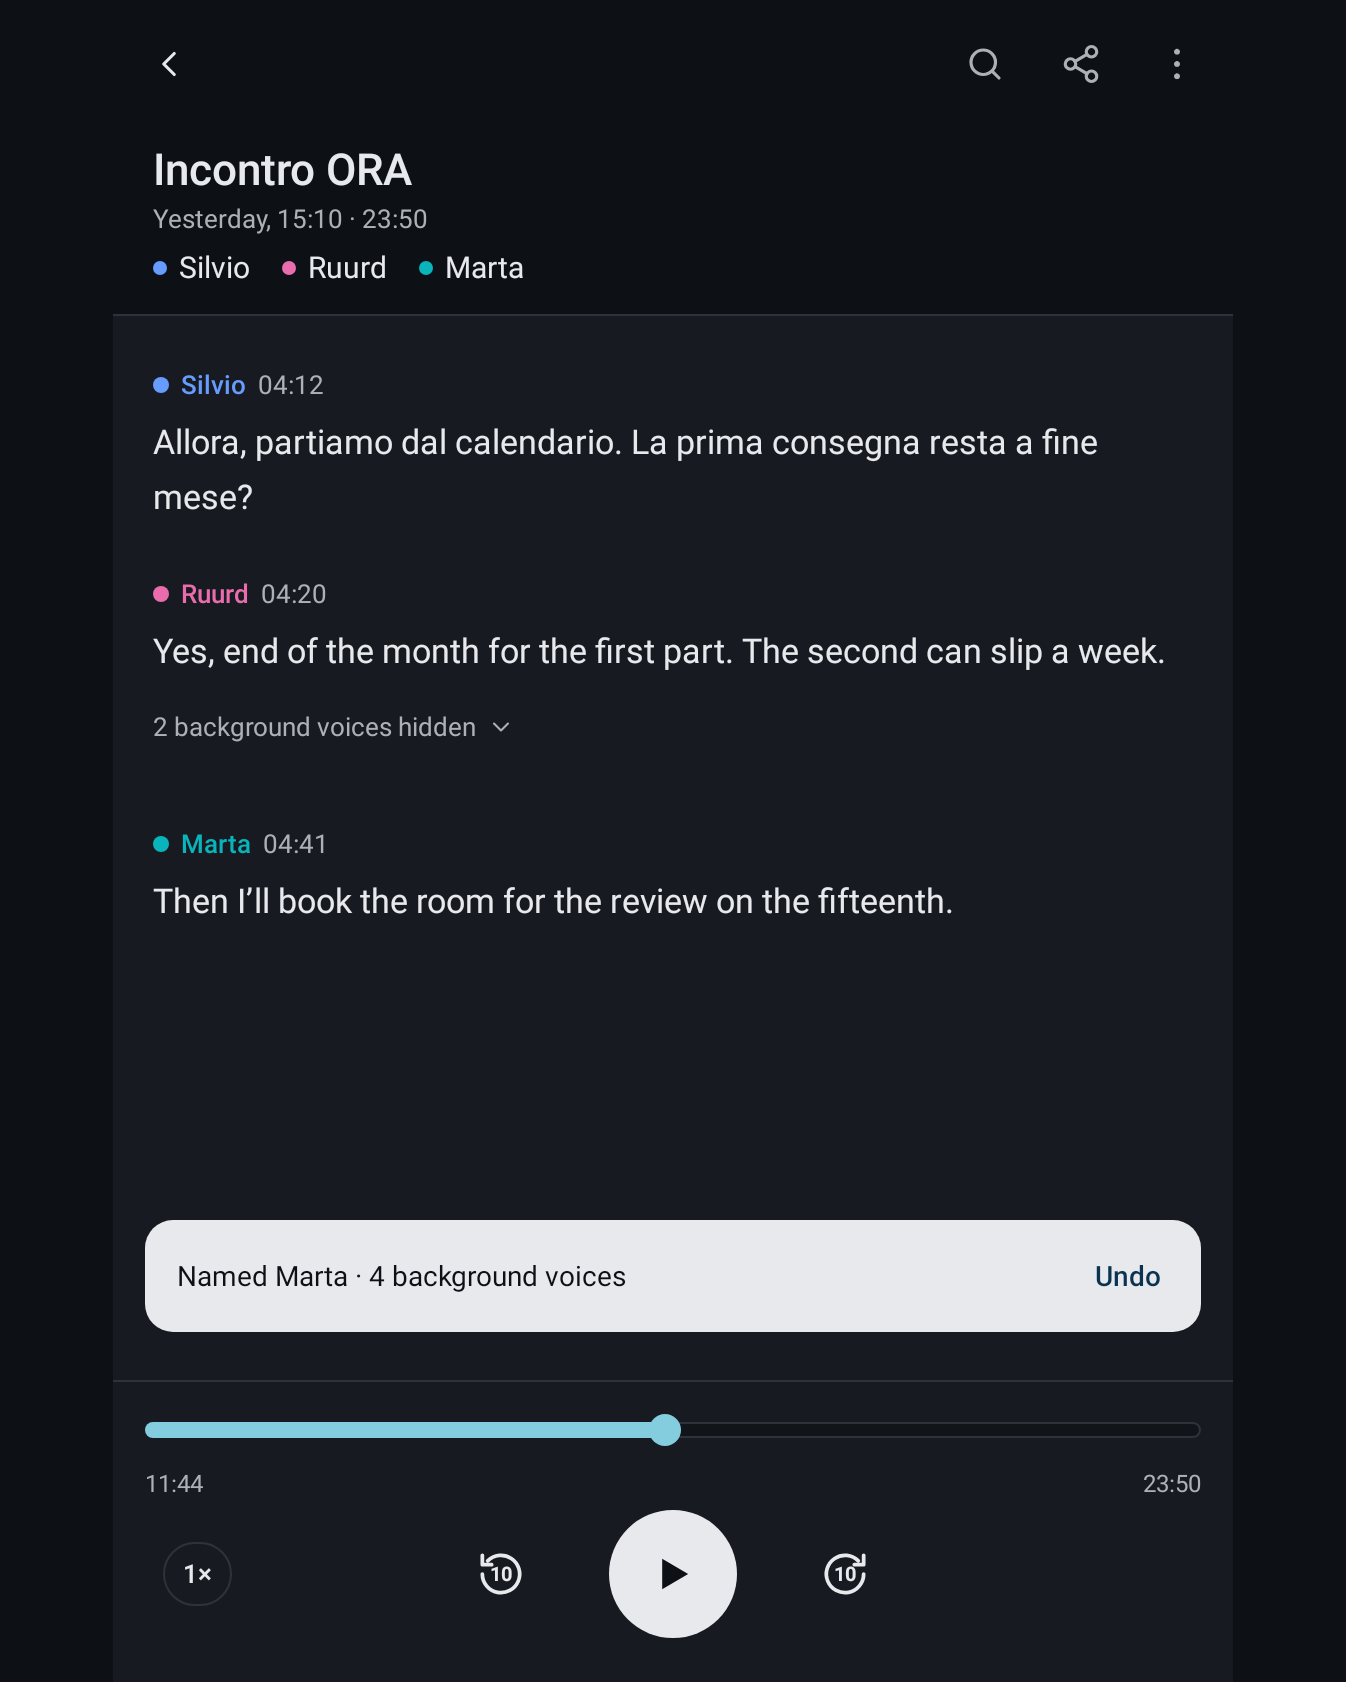 Incontro ORA
Yesterday, 15:10 · 23:50
Silvio Ruurd Marta
Silvio 04:12
Allora, partiamo dal calendario. La prima consegna resta a fine
mese?
Ruurd 04:20
Yes, end of the month for the first part. The second can slip a week.
2 background voices hidden
Marta 04:41
Then I’ll book the room for the review on the fifteenth.
Named Marta · 4 background voices Undo
11:44 23:50
1× 10 10